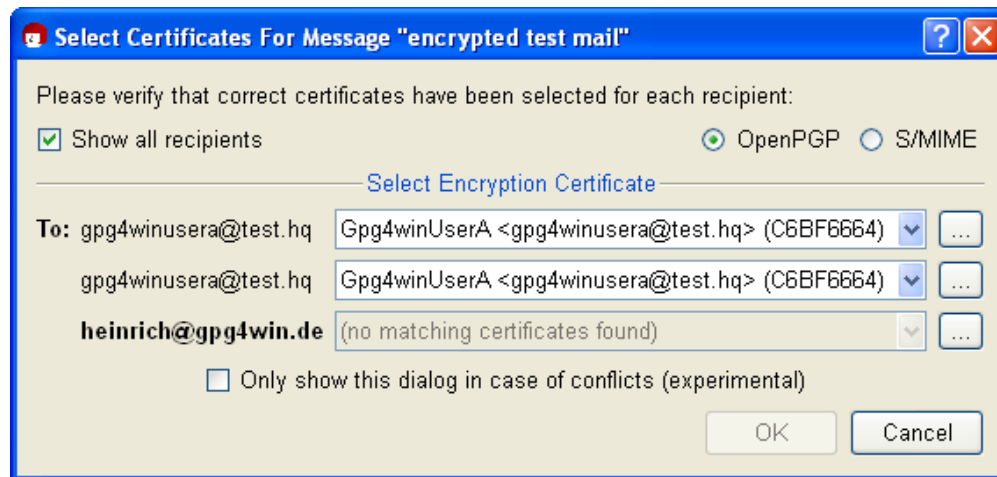 Select Certificates For Message "encrypted test mail"
Please verify that correct certificates have been selected for each recipient:
Show all recipients OpenPGP S/MIME
Select Encryption Certificate
To: gpg4winusera@test.hq Gpg4winUserA <gpg4winusera@test.hq> (C6BF6664) ...
gpg4winusera@test.hq Gpg4winUserA <gpg4winusera@test.hq> (C6BF6664) ...
heinrich@gpg4win.de (no matching certificates found) ...
Only show this dialog in case of conflicts (experimental)
OK Cancel